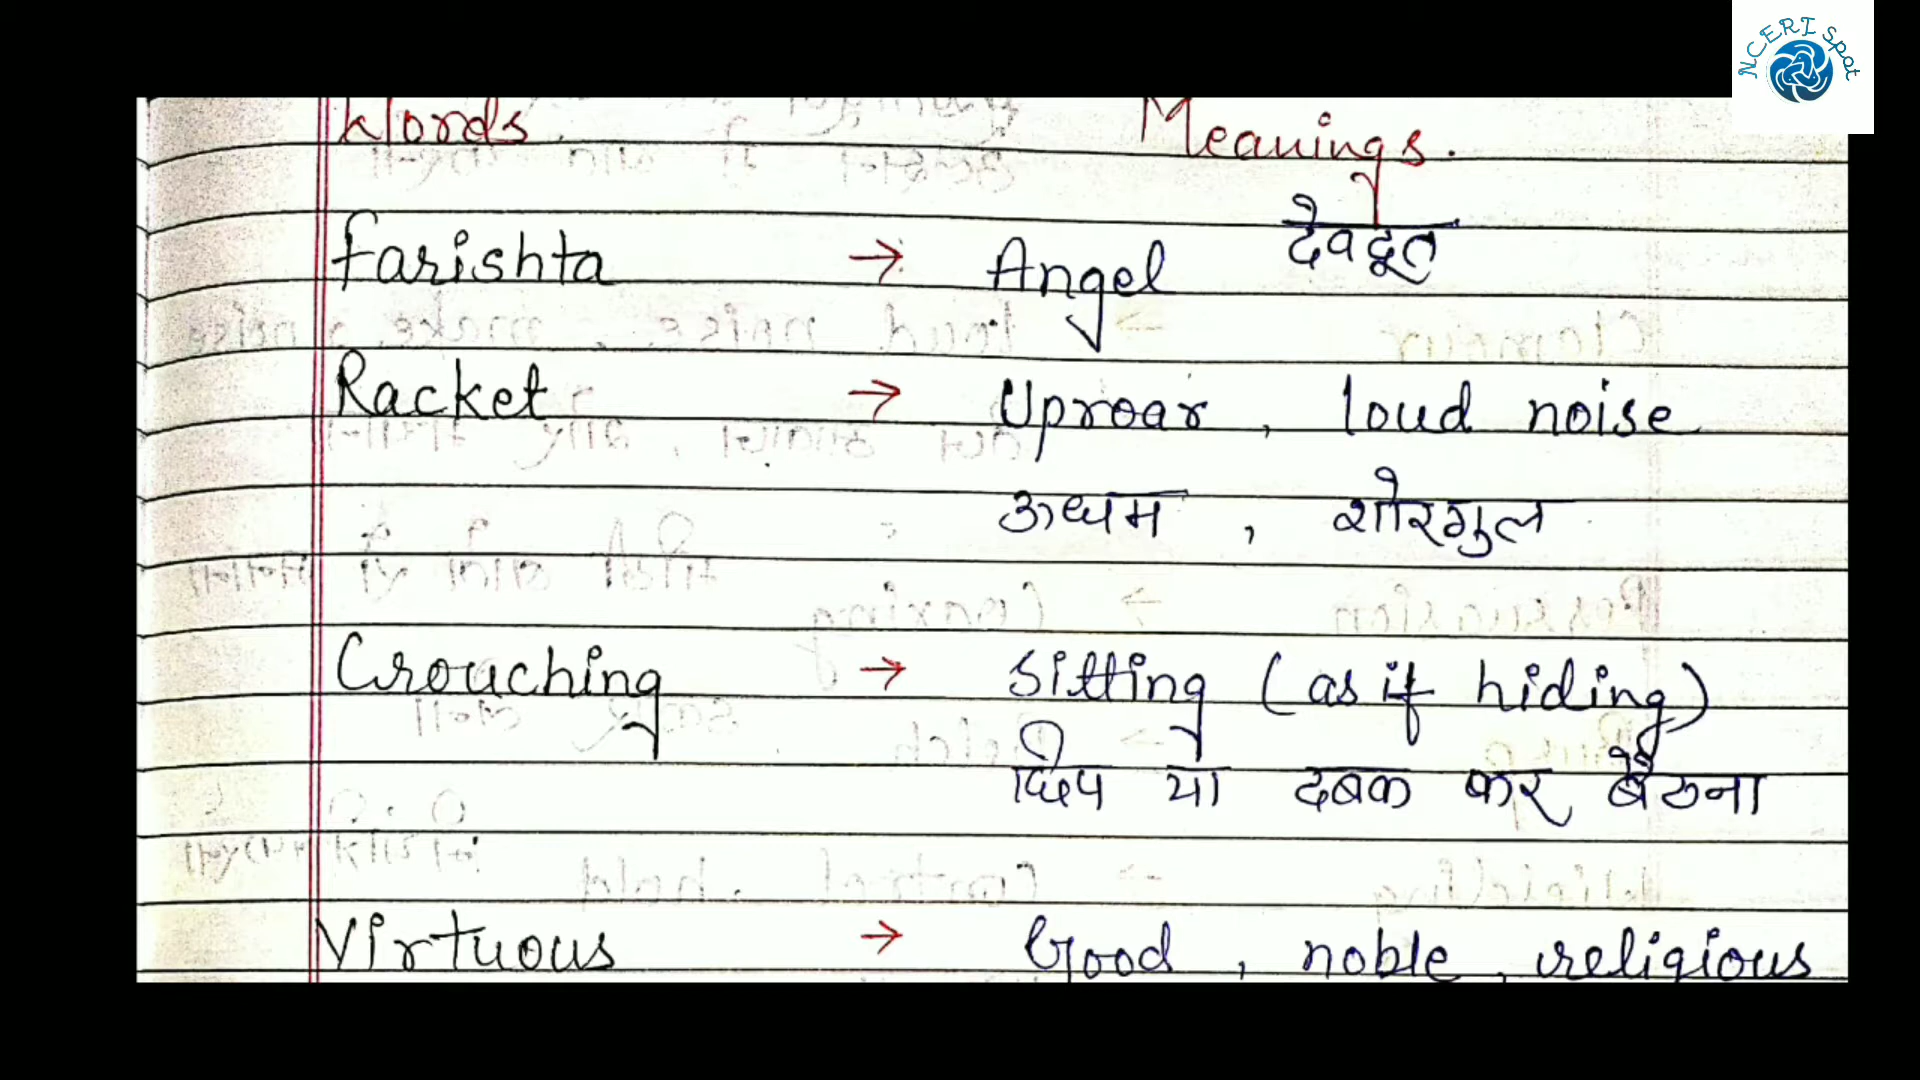 NCERT Spot
Words Meanings.
Farishta → Angel देवदूत
Racket → Uproar, loud noise
ऊधम, शोरगुल
Crouching → Sitting (as if hiding)
छिप या दबक कर बैठना
Virtuous → Good, noble, religious